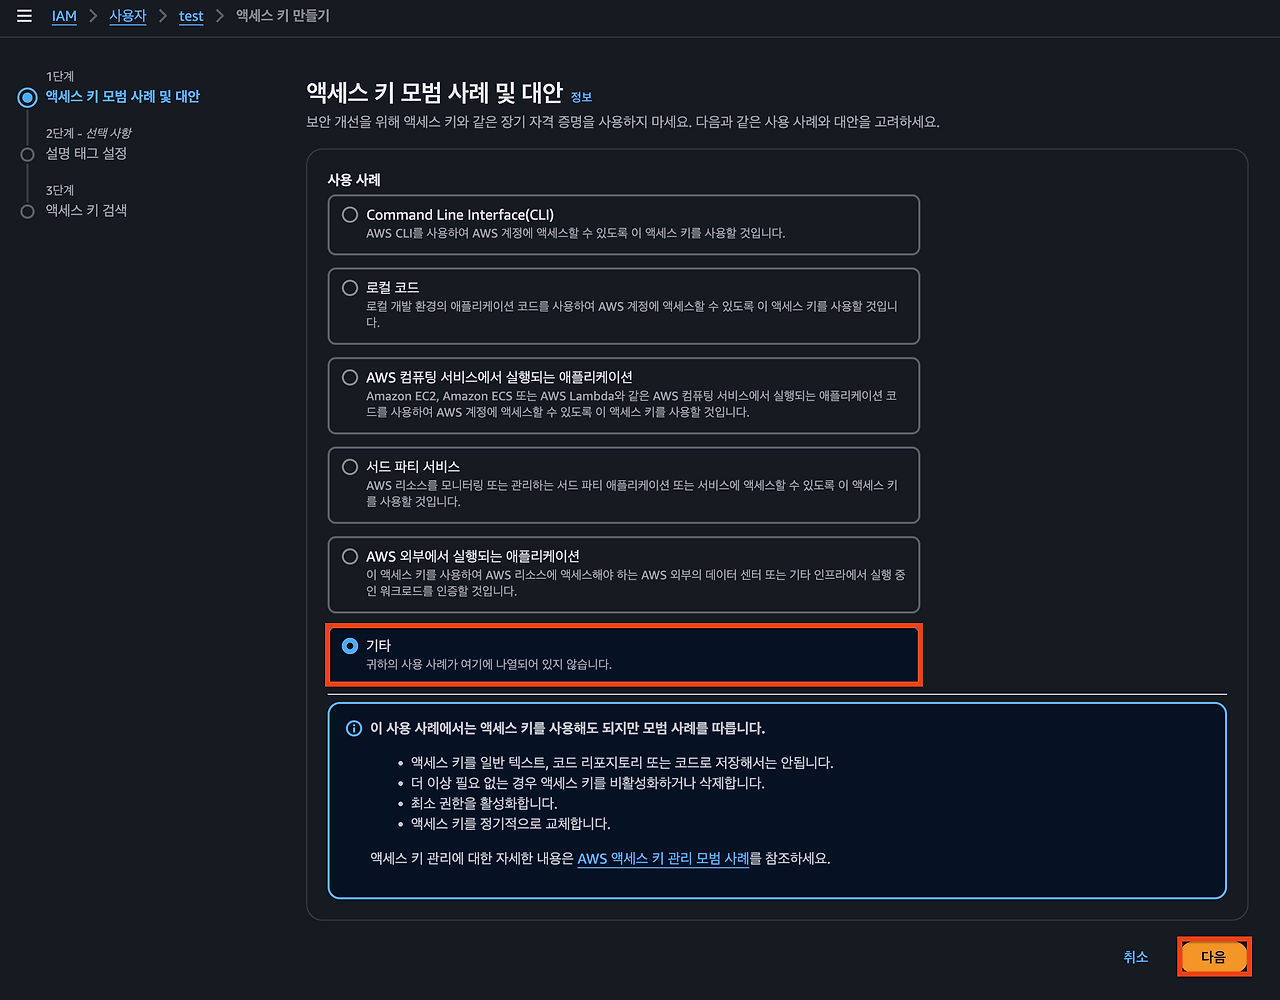 IAM > 사용자 > test > 액세스 키 만들기
1단계
액세스 키 모범 사례 및 대안
2단계 - 선택 사항
설명 태그 설정
3단계
액세스 키 검색
액세스 키 모범 사례 및 대안 정보
보안 개선을 위해 액세스 키와 같은 장기 자격 증명을 사용하지 마세요. 다음과 같은 사용 사례와 대안을 고려하세요.
사용 사례
Command Line Interface(CLI)
AWS CLI를 사용하여 AWS 계정에 액세스할 수 있도록 이 액세스 키를 사용할 것입니다.
로컬 코드
로컬 개발 환경의 애플리케이션 코드를 사용하여 AWS 계정에 액세스할 수 있도록 이 액세스 키를 사용할 것입니
다.
AWS 컴퓨팅 서비스에서 실행되는 애플리케이션
Amazon EC2, Amazon ECS 또는 AWS Lambda와 같은 AWS 컴퓨팅 서비스에서 실행되는 애플리케이션 코
드를 사용하여 AWS 계정에 액세스할 수 있도록 이 액세스 키를 사용할 것입니다.
서드 파티 서비스
AWS 리소스를 모니터링 또는 관리하는 서드 파티 애플리케이션 또는 서비스에 액세스할 수 있도록 이 액세스 키
를 사용할 것입니다.
AWS 외부에서 실행되는 애플리케이션
이 액세스 키를 사용하여 AWS 리소스에 액세스해야 하는 AWS 외부의 데이터 센터 또는 기타 인프라에서 실행 중
인 워크로드를 인증할 것입니다.
기타
귀하의 사용 사례가 여기에 나열되어 있지 않습니다.
이 사용 사례에서는 액세스 키를 사용해도 되지만 모범 사례를 따릅니다.
• 액세스 키를 일반 텍스트, 코드 리포지토리 또는 코드로 저장해서는 안됩니다.
• 더 이상 필요 없는 경우 액세스 키를 비활성화하거나 삭제합니다.
• 최소 권한을 활성화합니다.
• 액세스 키를 정기적으로 교체합니다.
액세스 키 관리에 대한 자세한 내용은 AWS 액세스 키 관리 모범 사례를 참조하세요.
취소 다음